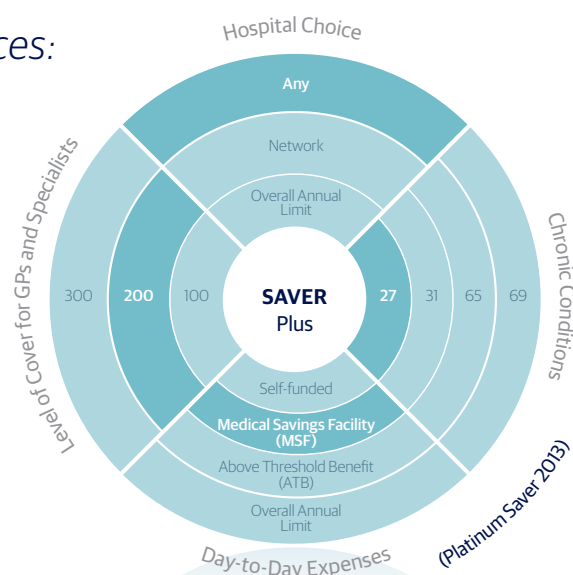 ces:
Hospital Choice
Any
Network
Overall Annual
Limit
Level of Cover for GPs and Specialists
300
200
100
SAVER
Plus
27
31
65
69
Chronic Conditions
Self-funded
Medical Savings Facility
(MSF)
Above Threshold Benefit
(ATB)
Overall Annual
Limit
Day-to-Day Expenses
(Platinum Saver 2013)